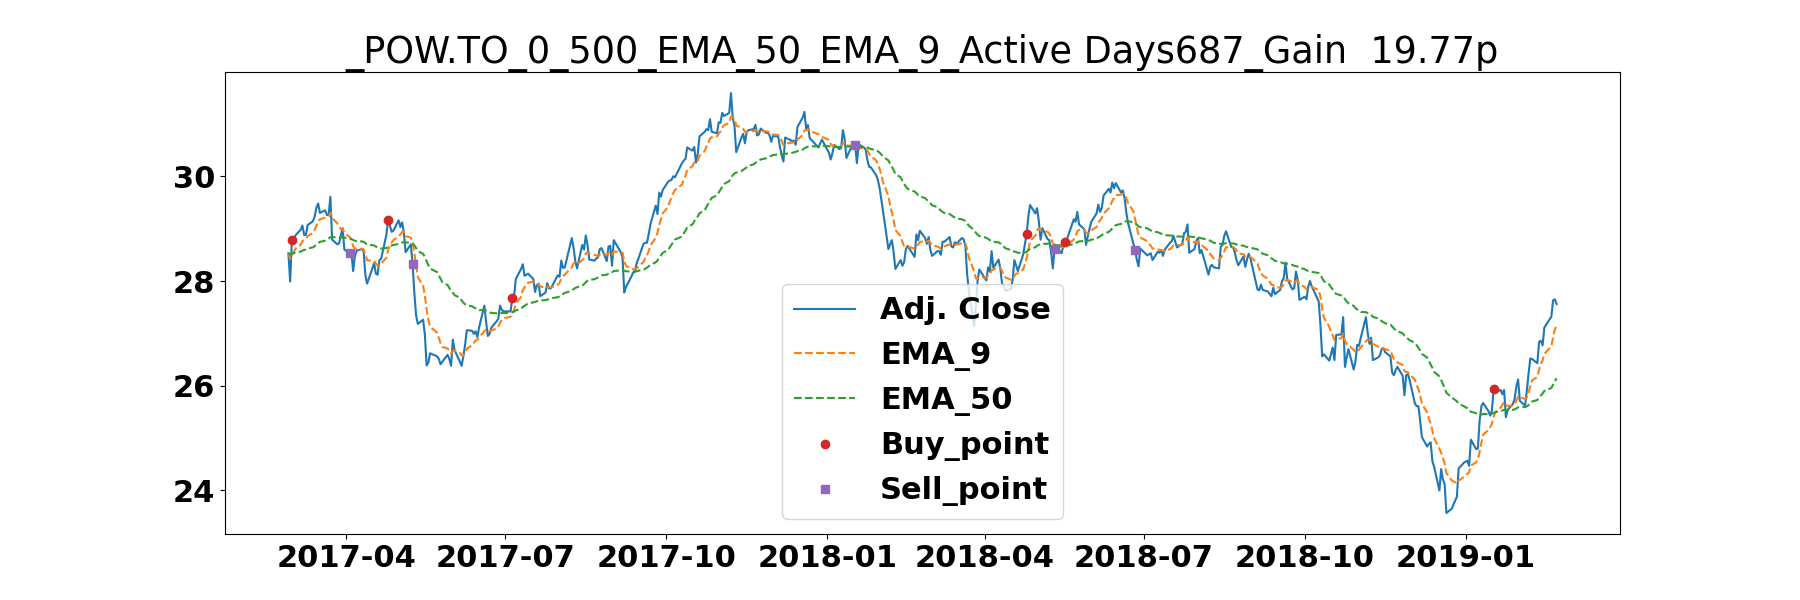 _POW.TO_0_500_EMA_50_EMA_9_Active Days687_Gain  19.77p
30
28
26
24
Adj. Close
EMA_9
EMA_50
Buy_point
Sell_point
2017-04 2017-07 2017-10 2018-01 2018-04 2018-07 2018-10 2019-01